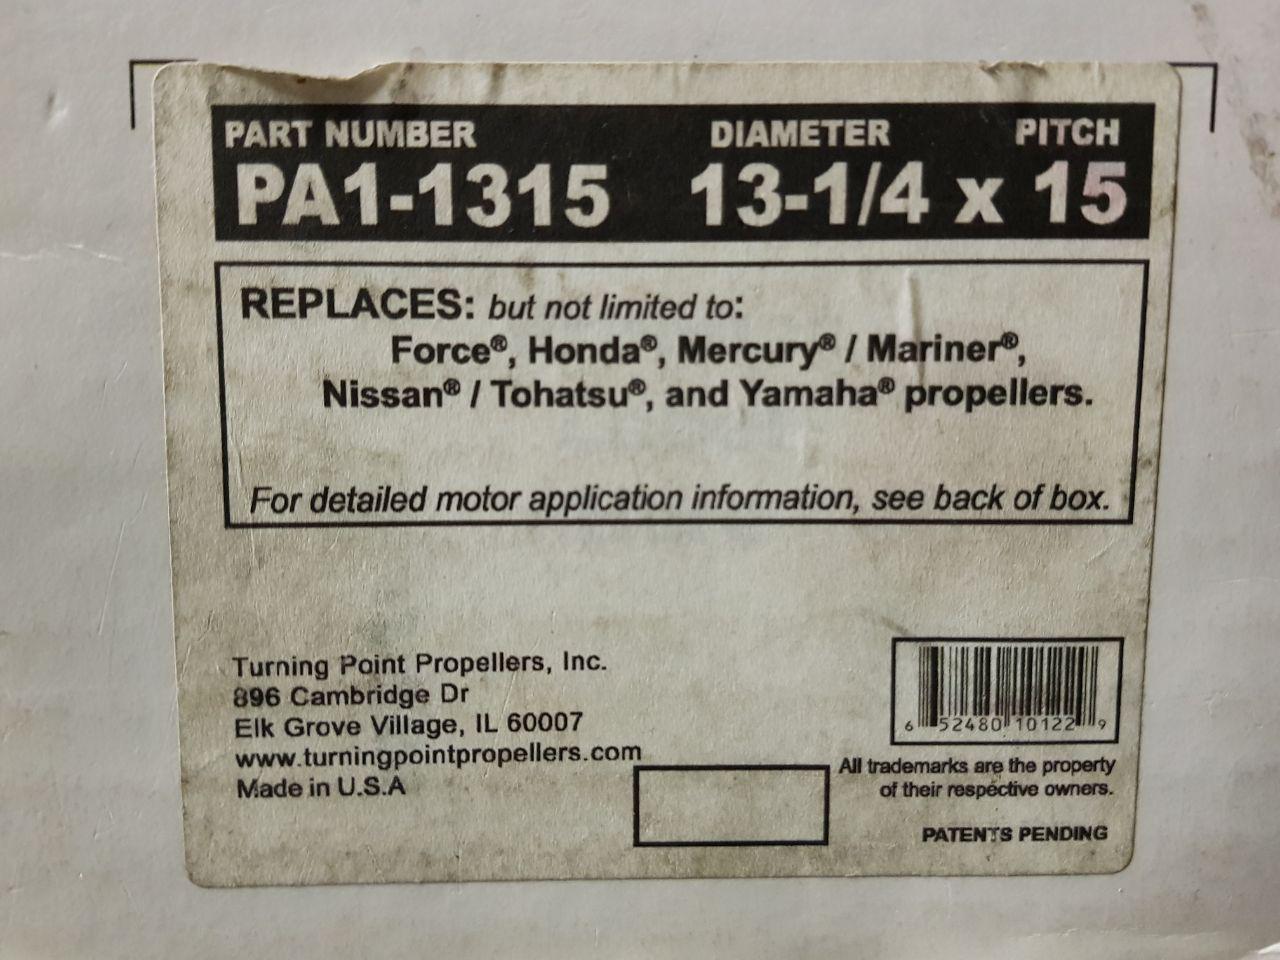 PART NUMBER DIAMETER PITCH
PA1-1315 13-1/4 x 15
REPLACES: but not limited to:
Force®, Honda®, Mercury® / Mariner®,
Nissan® / Tohatsu®, and Yamaha® propellers.
For detailed motor application information, see back of box.
Turning Point Propellers, Inc.
896 Cambridge Dr
Elk Grove Village, IL 60007
www.turningpointpropellers.com
Made in U.S.A
6 52480 10122 9
All trademarks are the property
of their respective owners.
PATENTS PENDING